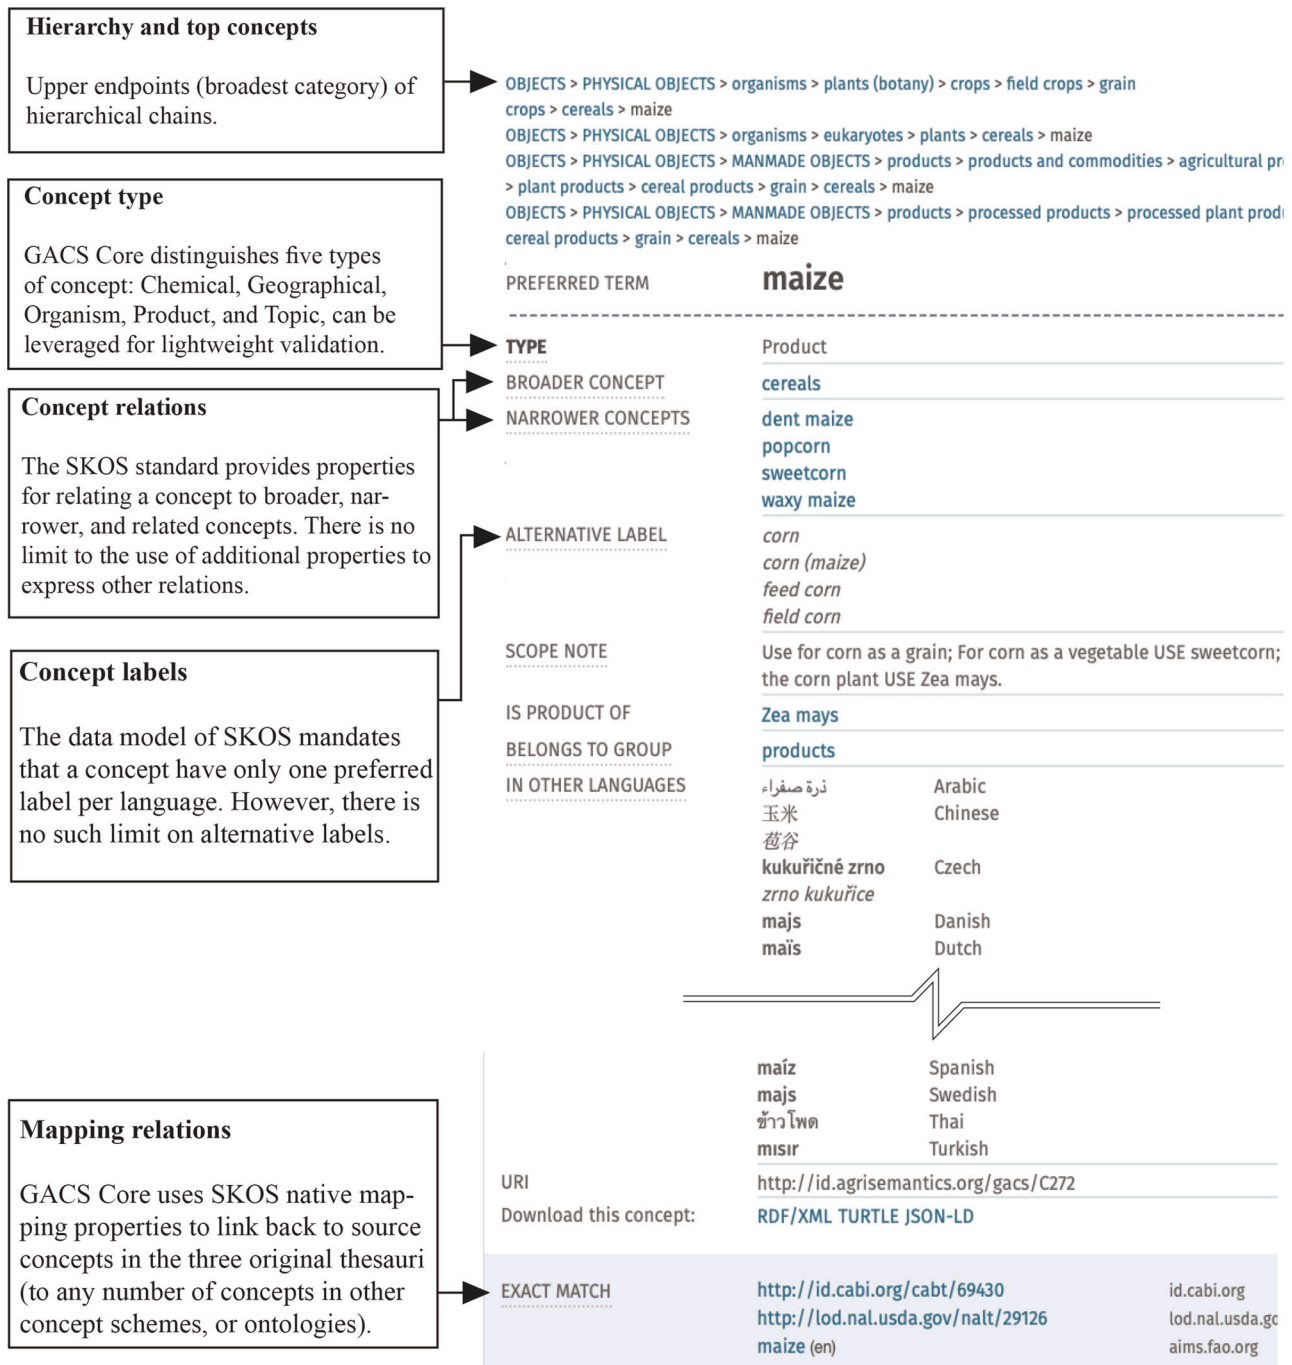 Hierarchy and top concepts
Upper endpoints (broadest category) of
hierarchical chains.
Concept type
GACS Core distinguishes five types
of concept: Chemical, Geographical,
Organism, Product, and Topic, can be
leveraged for lightweight validation.
Concept relations
The SKOS standard provides properties
for relating a concept to broader, nar-
rower, and related concepts. There is no
limit to the use of additional properties to
express other relations.
Concept labels
The data model of SKOS mandates
that a concept have only one preferred
label per language. However, there is
no such limit on alternative labels.
Mapping relations
GACS Core uses SKOS native map-
ping properties to link back to source
concepts in the three original thesauri
(to any number of concepts in other
concept schemes, or ontologies).
OBJECTS > PHYSICAL OBJECTS > organisms > plants (botany) > crops > field crops > grain
crops > cereals > maize
OBJECTS > PHYSICAL OBJECTS > organisms > eukaryotes > plants > cereals > maize
OBJECTS > PHYSICAL OBJECTS > MANMADE OBJECTS > products > products and commodities > agricultural pr
> plant products > cereal products > grain > cereals > maize
OBJECTS > PHYSICAL OBJECTS > MANMADE OBJECTS > products > processed products > processed plant prod
cereal products > grain > cereals > maize
PREFERRED TERM maize
TYPE Product
BROADER CONCEPT cereals
NARROWER CONCEPTS dent maize
popcorn
sweetcorn
waxy maize
ALTERNATIVE LABEL corn
corn (maize)
feed corn
field corn
SCOPE NOTE Use for corn as a grain; For corn as a vegetable USE sweetcorn;
the corn plant USE Zea mays.
IS PRODUCT OF Zea mays
BELONGS TO GROUP products
IN OTHER LANGUAGES ذرة صفراء Arabic
玉米 Chinese
苞谷
kukuřičné zrno Czech
zrno kukuřice
majs Danish
maïs Dutch
maíz Spanish
majs Swedish
ข้าวโพด Thai
mısır Turkish
URI http://id.agrisemantics.org/gacs/C272
Download this concept: RDF/XML TURTLE JSON-LD
EXACT MATCH http://id.cabi.org/cabt/69430 id.cabi.org
http://lod.nal.usda.gov/nalt/29126 lod.nal.usda.go
maize (en) aims.fao.org